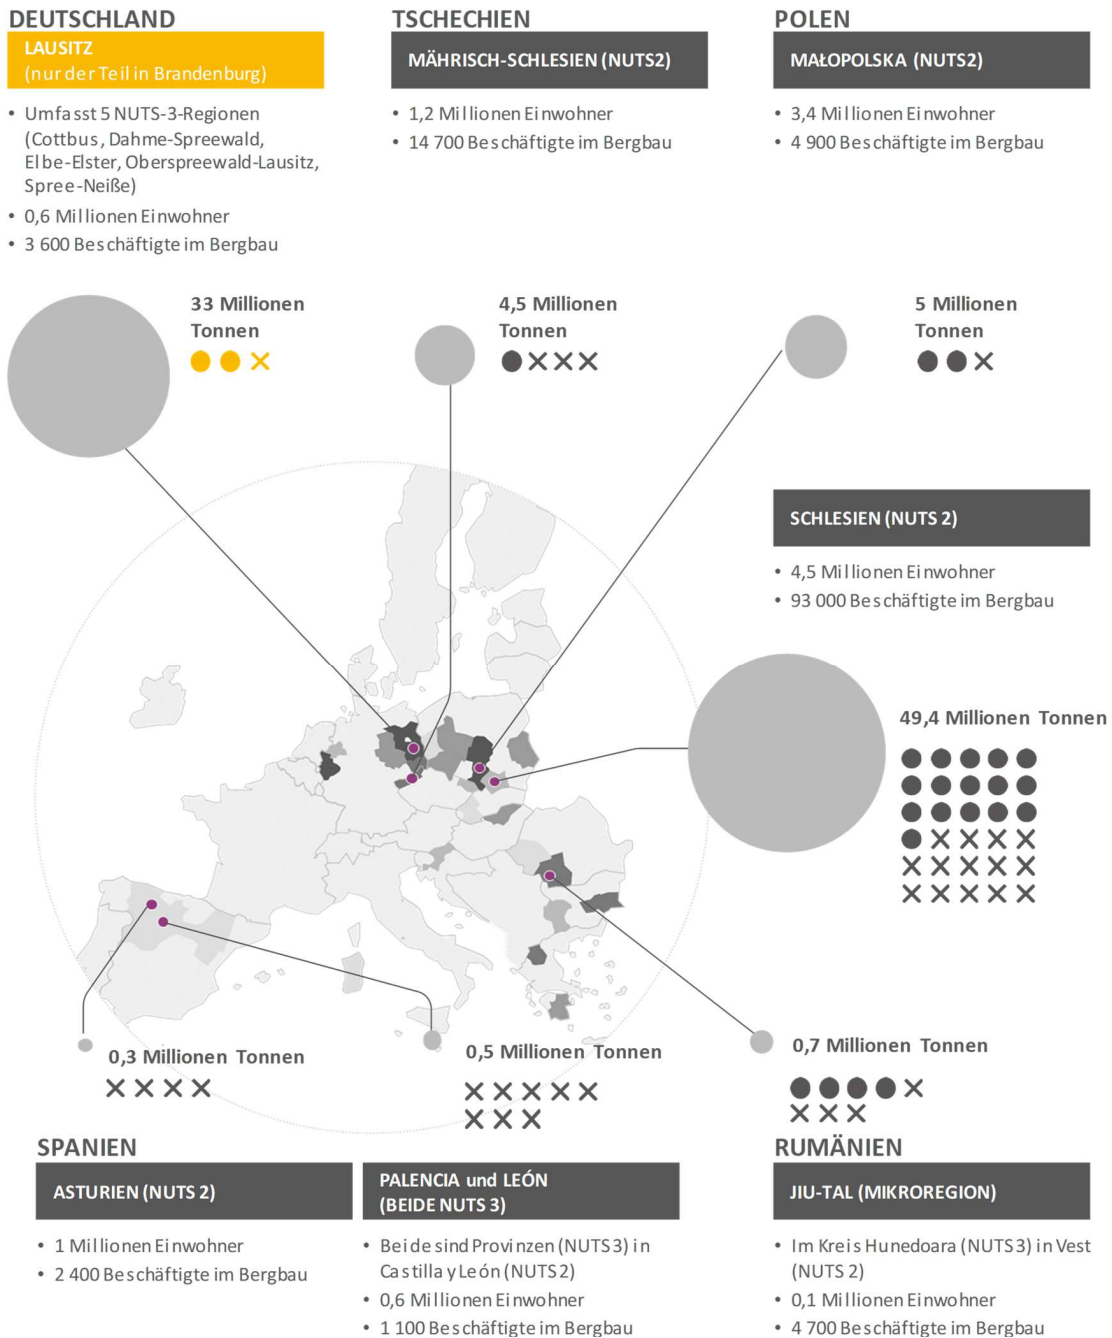 DEUTSCHLAND
LAUSITZ
(nur der Teil in Brandenburg)
• Umfasst 5 NUTS-3-Regionen
(Cottbus, Dahme-Spreewald,
Elbe-Elster, Oberspreewald-Lausitz,
Spree-Neiße)
• 0,6 Millionen Einwohner
• 3 600 Beschäftigte im Bergbau
TSCHECHIEN
MÄHRISCH-SCHLESIEN (NUTS2)
• 1,2 Millionen Einwohner
• 14 700 Beschäftigte im Bergbau
POLEN
MAŁOPOLSKA (NUTS2)
• 3,4 Millionen Einwohner
• 4 900 Beschäftigte im Bergbau
33 Millionen
Tonnen
4,5 Millionen
Tonnen
5 Millionen
Tonnen
SCHLESIEN (NUTS 2)
• 4,5 Millionen Einwohner
• 93 000 Beschäftigte im Bergbau
49,4 Millionen Tonnen
0,3 Millionen Tonnen
0,5 Millionen Tonnen
0,7 Millionen Tonnen
SPANIEN
ASTURIEN (NUTS 2)
• 1 Millionen Einwohner
• 2 400 Beschäftigte im Bergbau
PALENCIA und LEÓN
(BEIDE NUTS 3)
• Beide sind Provinzen (NUTS3) in
Castilla y León (NUTS2)
• 0,6 Millionen Einwohner
• 1 100 Beschäftigte im Bergbau
RUMÄNIEN
JIU-TAL (MIKROREGION)
• Im Kreis Hunedoara (NUTS3) in Vest
(NUTS 2)
• 0,1 Millionen Einwohner
• 4 700 Beschäftigte im Bergbau